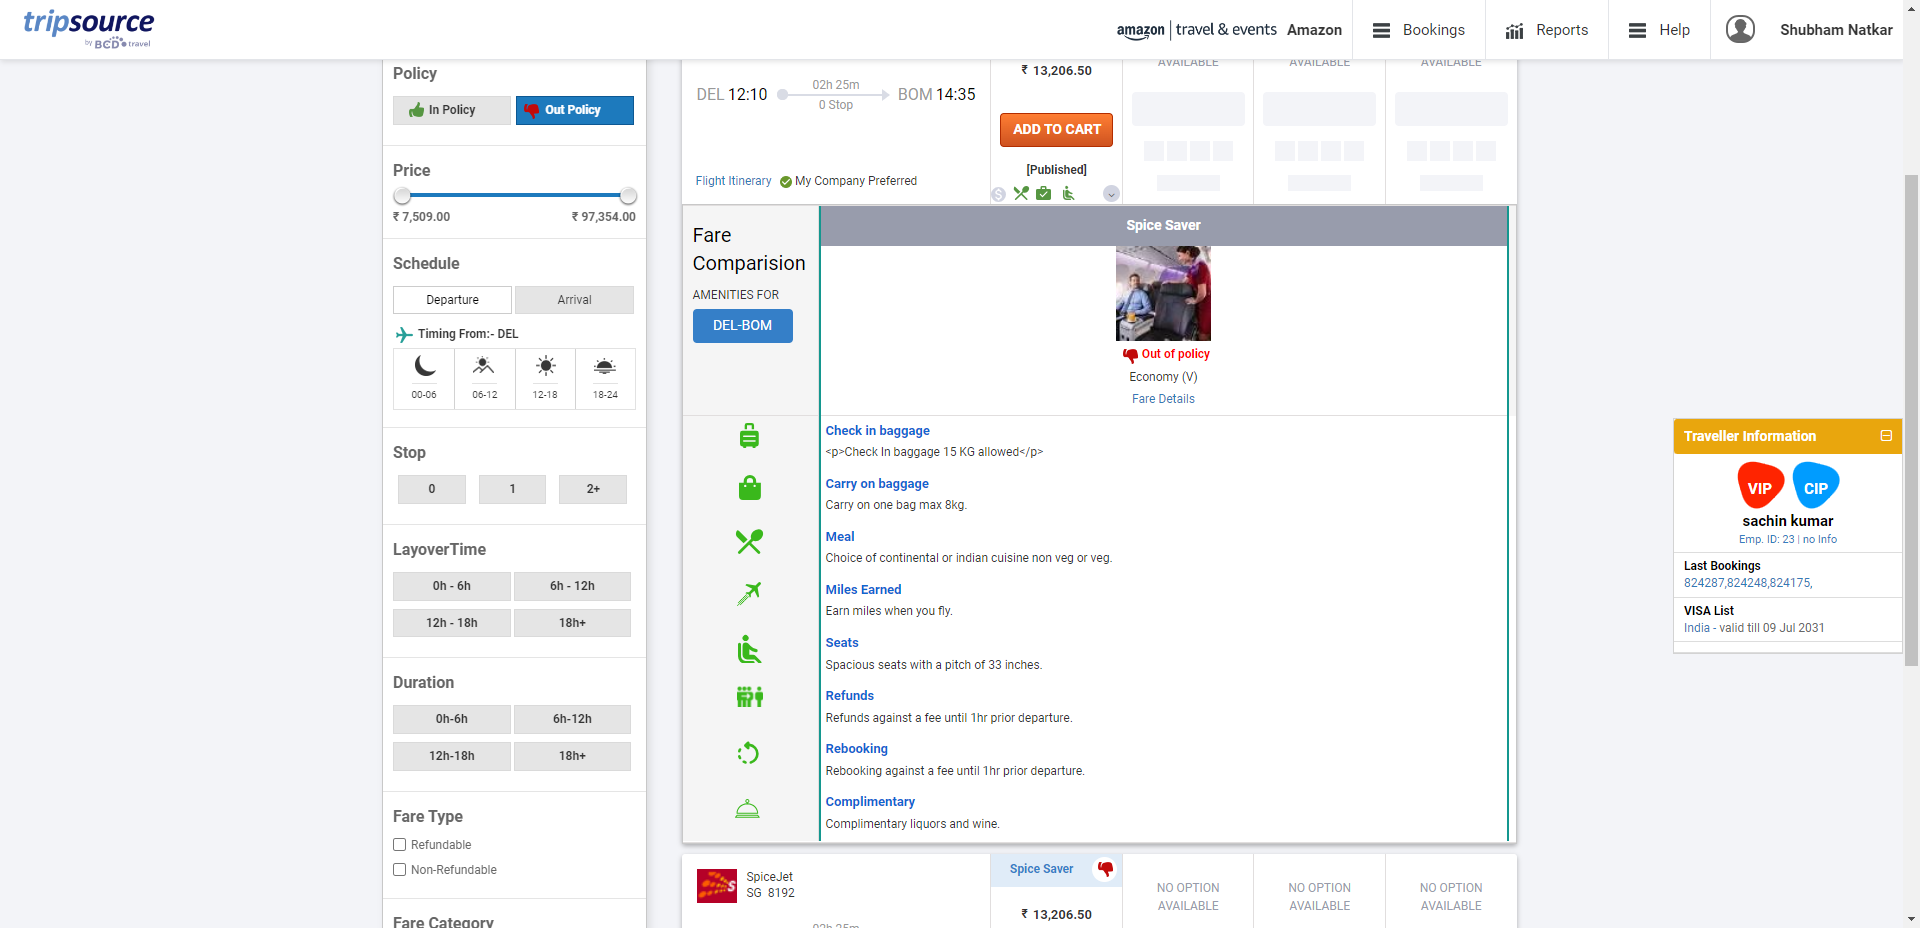 tripsource
by BCD travel
amazon | travel & events Amazon
Bookings
Reports
Help
Shubham Natkar
Policy
In Policy
Out Policy
Price
₹ 7,509.00
₹ 97,354.00
Schedule
Departure
Arrival
Timing From:- DEL
00-06
06-12
12-18
18-24
Stop
0
1
2+
LayoverTime
0h - 6h
6h - 12h
12h - 18h
18h+
Duration
0h-6h
6h-12h
12h-18h
18h+
Fare Type
Refundable
Non-Refundable
Fare Category
DEL 12:10
02h 25m
0 Stop
BOM 14:35
Flight Itinerary
My Company Preferred
₹ 13,206.50
ADD TO CART
[Published]
AVAILABLE
AVAILABLE
AVAILABLE
Fare
Comparision
AMENITIES FOR
DEL-BOM
Spice Saver
Out of policy
Economy (V)
Fare Details
Check in baggage
<p>Check In baggage 15 KG allowed</p>
Carry on baggage
Carry on one bag max 8kg.
Meal
Choice of continental or indian cuisine non veg or veg.
Miles Earned
Earn miles when you fly.
Seats
Spacious seats with a pitch of 33 inches.
Refunds
Refunds against a fee until 1hr prior departure.
Rebooking
Rebooking against a fee until 1hr prior departure.
Complimentary
Complimentary liquors and wine.
SpiceJet
SG 8192
02h 25m
Spice Saver
₹ 13,206.50
NO OPTION
AVAILABLE
NO OPTION
AVAILABLE
NO OPTION
AVAILABLE
Traveller Information
VIP
CIP
sachin kumar
Emp. ID: 23 | no Info
Last Bookings
824287,824248,824175,
VISA List
India - valid till 09 Jul 2031